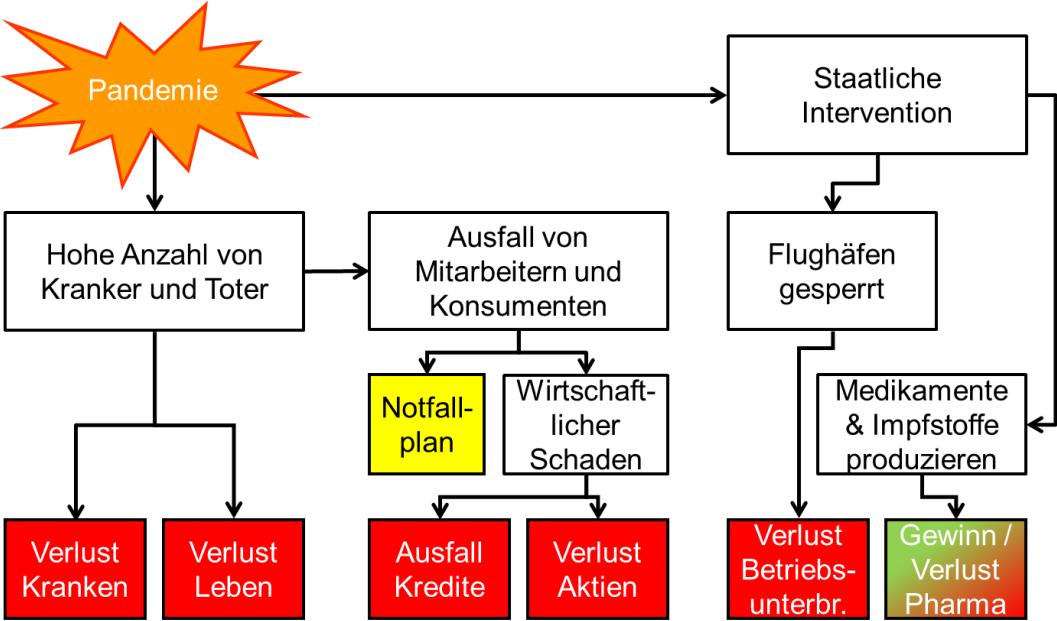 Pandemie
Staatliche
Intervention
Hohe Anzahl von
Kranker und Toter
Ausfall von
Mitarbeitern und
Konsumenten
Flughäfen
gesperrt
Notfall-
plan
Wirtschaft-
licher
Schaden
Medikamente
& Impfstoffe
produzieren
Verlust
Kranken
Verlust
Leben
Ausfall
Kredite
Verlust
Aktien
Verlust
Betriebs-
unterbr.
Gewinn /
Verlust
Pharma